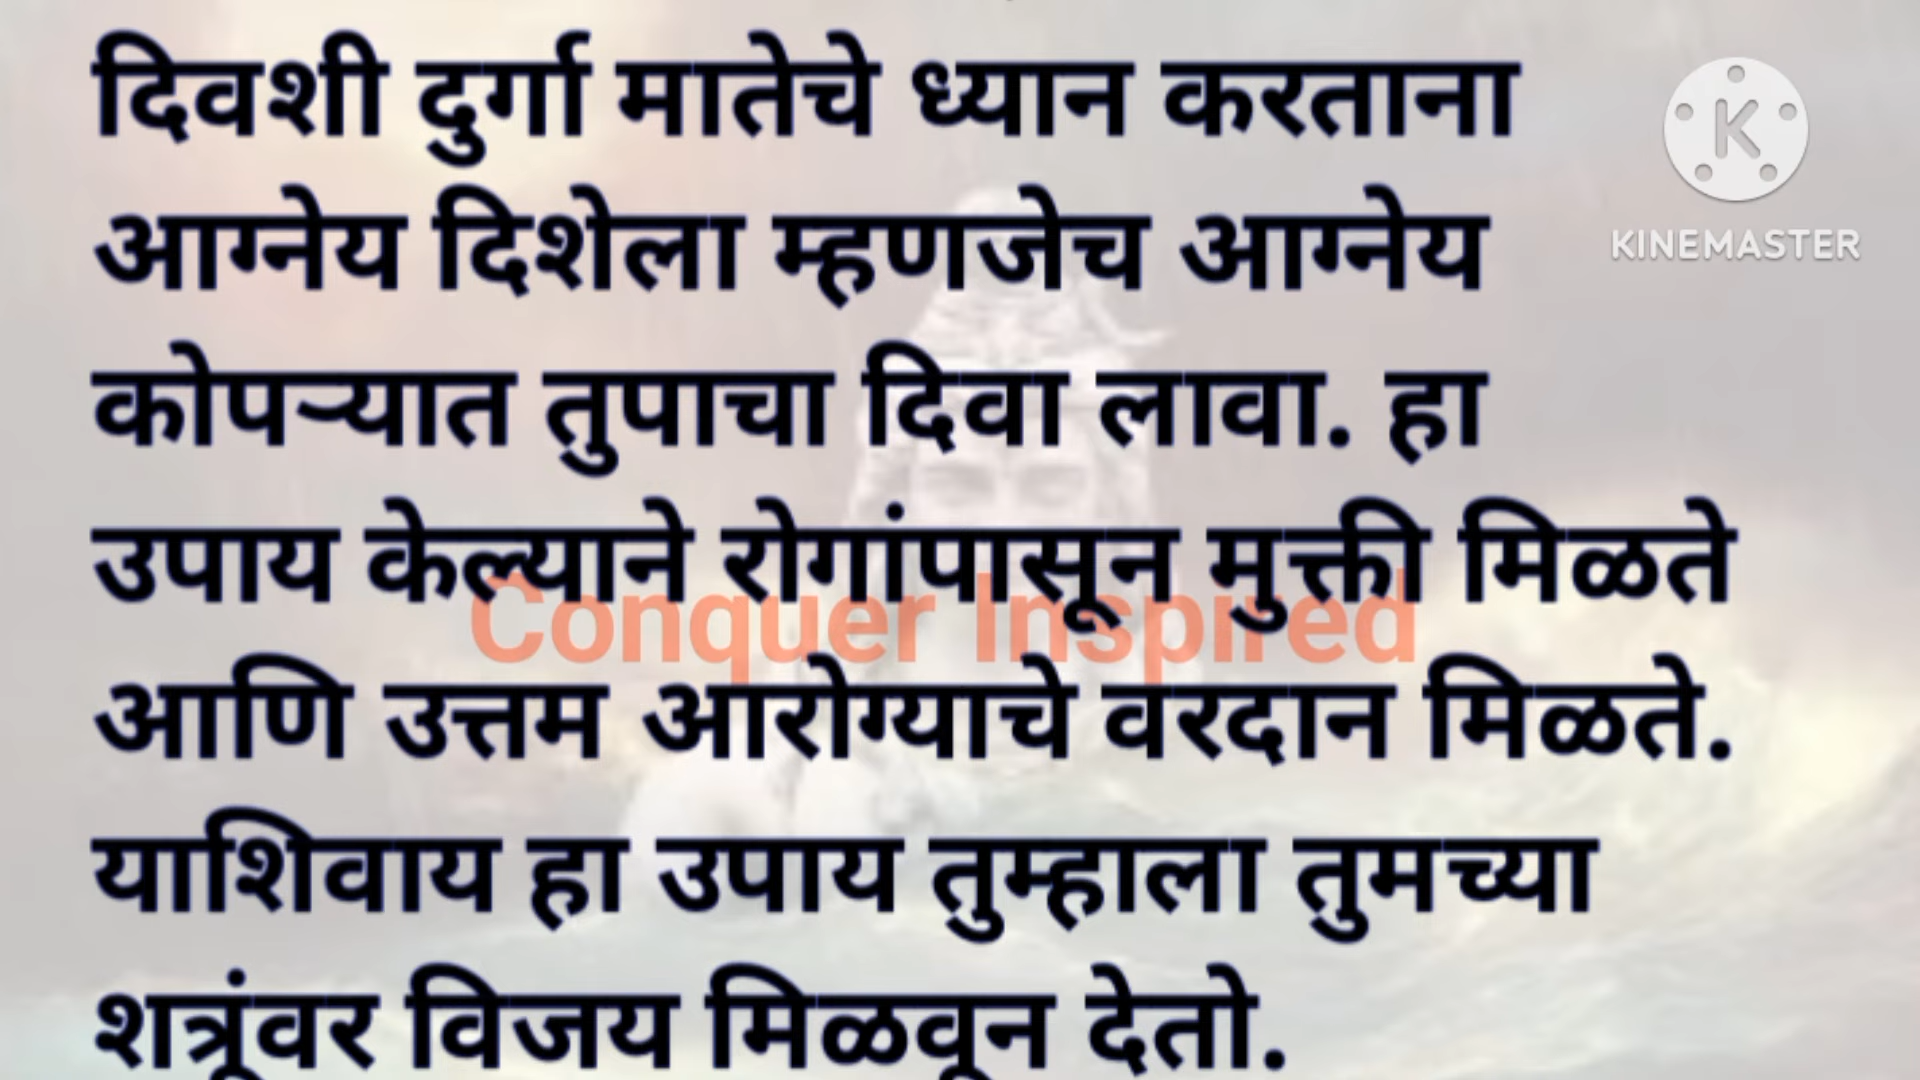 दिवशी दुर्गा मातेचे ध्यान करताना
आग्नेय दिशेला म्हणजेच आग्नेय
कोपऱ्यात तुपाचा दिवा लावा. हा
उपाय केल्याने रोगांपासून मुक्ती मिळते
आणि उत्तम आरोग्याचे वरदान मिळते.
याशिवाय हा उपाय तुम्हाला तुमच्या
शत्रूंवर विजय मिळवून देतो.
Conquer Inspired
K
KINEMASTER